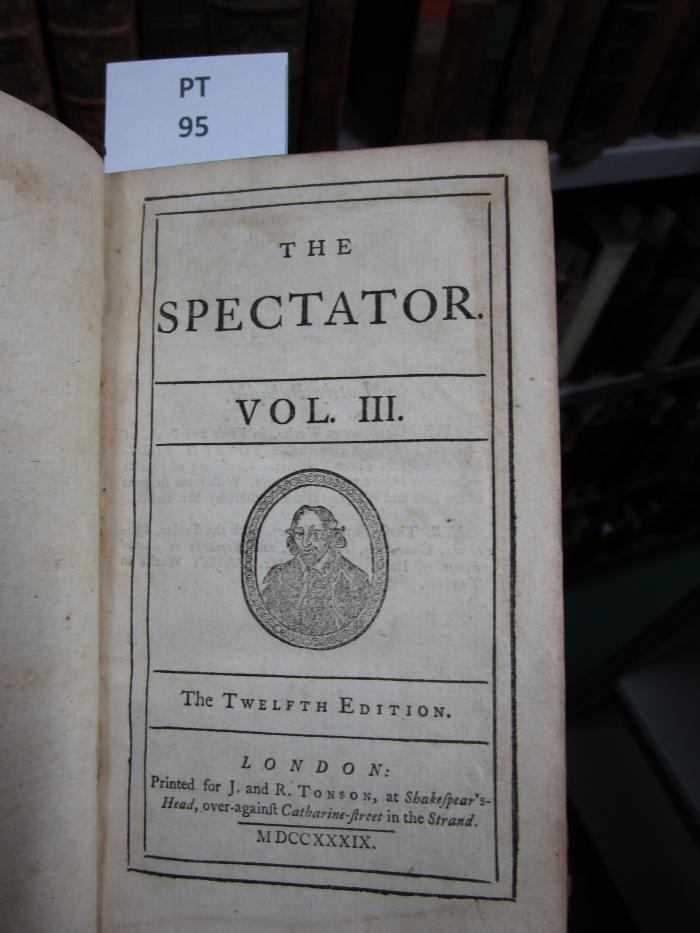 PT
95
THE
SPECTATOR.
VOL. III.
The TWELFTH EDITION.
LONDON:
Printed for J. and R. TONSON, at Shakeſpear's-
Head, over-againſt Catharine-ſtreet in the Strand.
MDCCXXXIX.